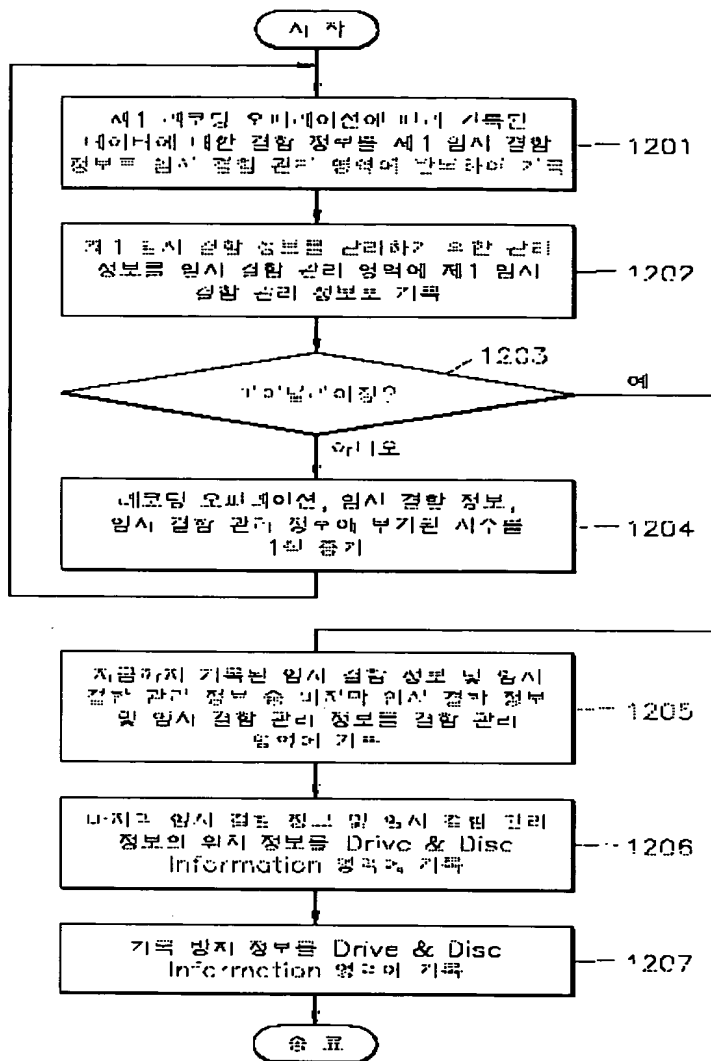 시 작
제1 레코딩 오퍼레이션에 따라 기록된
데이터에 대한 결함 정보를 제1 임시 결함
정보로 임시 결함 관리 영역에 반복하여 기록
1201
제1 임시 결함 정보를 관리하기 위한 관리
정보를 임시 결함 관리 영역에 제1 임시
결함 관리 정보로 기록
1202
1203
파이날라이징?
예
아니오
레코딩 오퍼레이션, 임시 결함 정보,
임시 결함 관리 정보에 부기된 지수를
1씩 증가
1204
지금까지 기록된 임시 결함 정보 및 임시
결함 관리 정보 중 마지막 임시 결함 정보
및 임시 결함 관리 정보를 결함 관리
영역에 기록
1205
마지막 임시 결함 정보 및 임시 결함 관리
정보의 위치 정보를 Drive & Disc
Information 영역에 기록
1206
기록 방지 정보를 Drive & Disc
Information 영역에 기록
1207
종 료